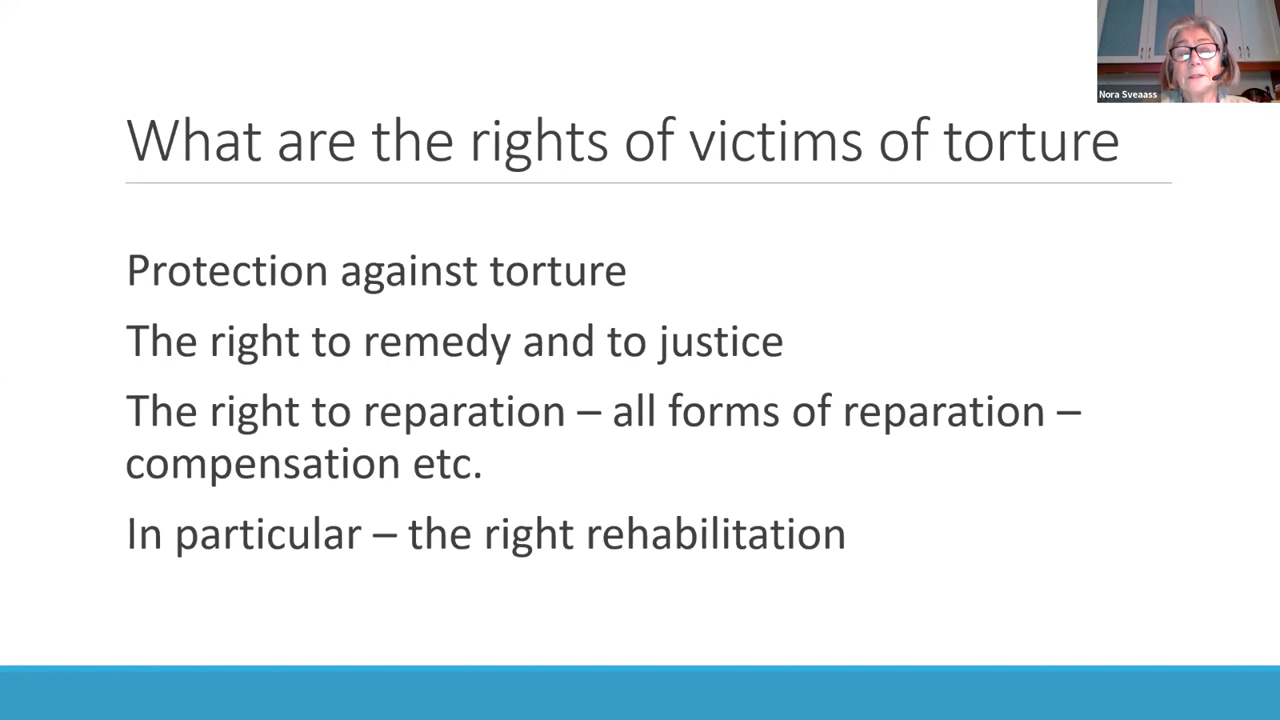 Nora Sveaass
What are the rights of victims of torture
Protection against torture
The right to remedy and to justice
The right to reparation – all forms of reparation –
compensation etc.
In particular – the right rehabilitation